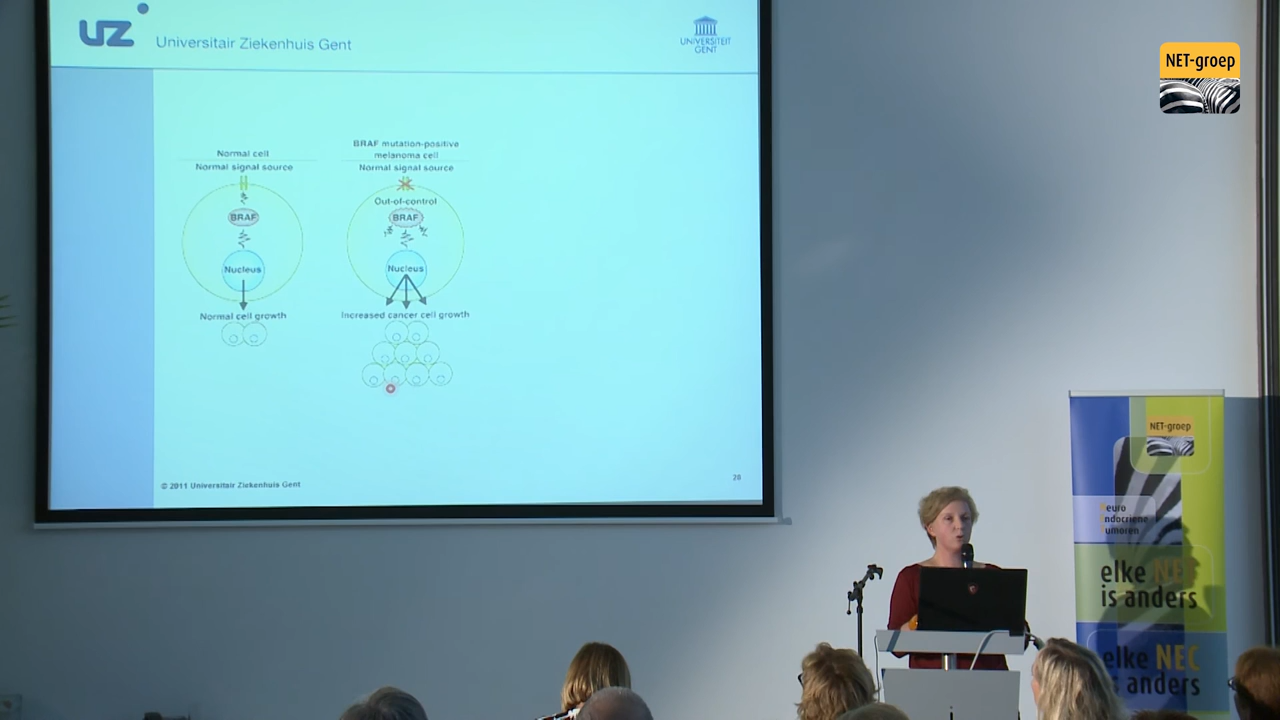 UZ
Universitair Ziekenhuis Gent
UNIVERSITEIT
GENT
NET-groep
Normal cell
Normal signal source
BRAF
Nucleus
Normal cell growth
BRAF mutation-positive
melanoma cell
Normal signal source
Out-of-control
BRAF
Nucleus
Increased cancer cell growth
© 2011 Universitair Ziekenhuis Gent
20
NET-groep
euro
ndocriene
umoren
elke NET
is anders
elke NEC
is anders